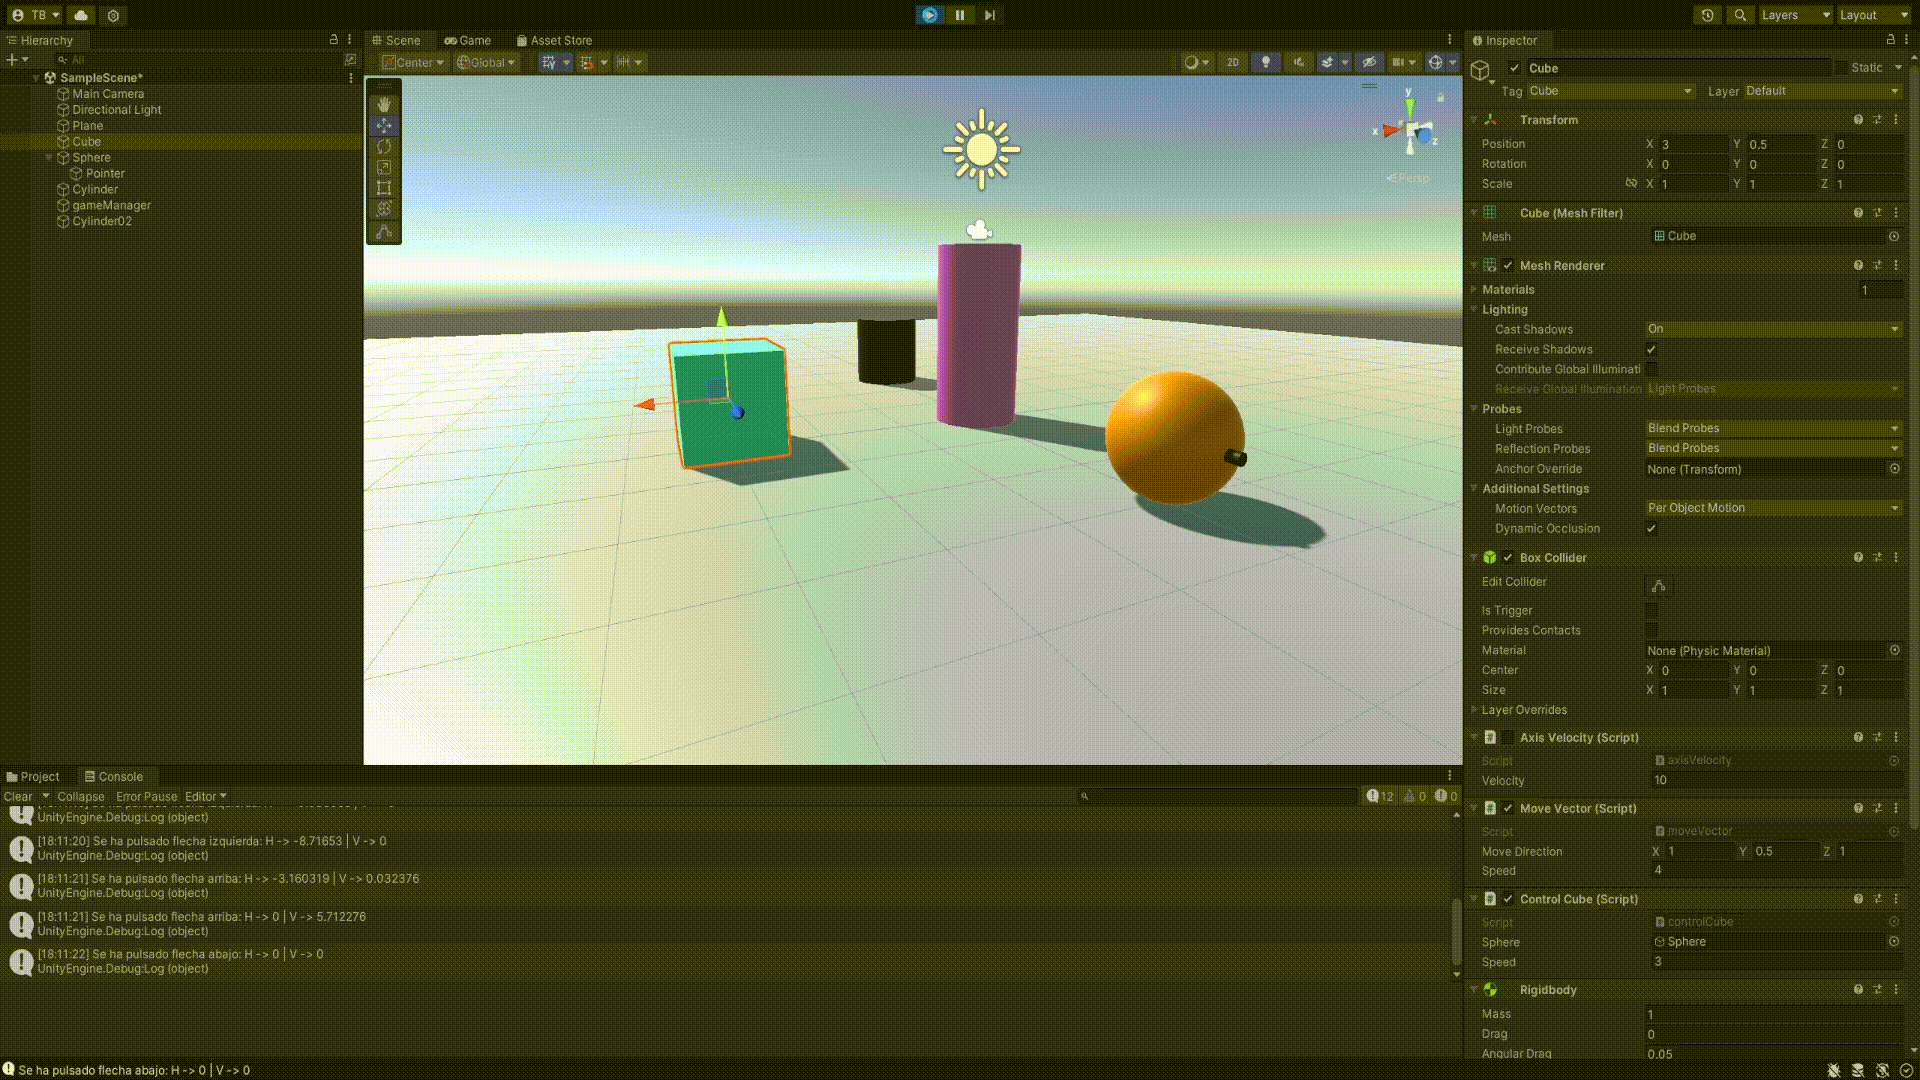 TB
Layers
Layout
Hierarchy
All
SampleScene*
Main Camera
Directional Light
Plane
Cube
Sphere
Pointer
Cylinder
gameManager
Cylinder02
Scene
Game
Asset Store
Center
Global
2D
y
x
z
Persp
Inspector
Cube
Static
Tag Cube
Layer Default
Transform
Position X 3 Y 0.5 Z 0
Rotation X 0 Y 0 Z 0
Scale X 1 Y 1 Z 1
Cube (Mesh Filter)
Mesh Cube
Mesh Renderer
Materials 1
Lighting
Cast Shadows On
Receive Shadows
Contribute Global Illuminati
Receive Global Illumination Light Probes
Probes
Light Probes Blend Probes
Reflection Probes Blend Probes
Anchor Override None (Transform)
Additional Settings
Motion Vectors Per Object Motion
Dynamic Occlusion
Box Collider
Edit Collider
Is Trigger
Provides Contacts
Material None (Physic Material)
Center X 0 Y 0 Z 0
Size X 1 Y 1 Z 1
Layer Overrides
Axis Velocity (Script)
Script axisVelocity
Velocity 10
Move Vector (Script)
Script moveVector
Move Direction X 1 Y 0.5 Z 1
Speed 4
Control Cube (Script)
Script controlCube
Sphere Sphere
Speed 3
Rigidbody
Mass 1
Drag 0
Angular Drag 0.05
Project
Console
Clear
Collapse
Error Pause
Editor
12 0 0
UnityEngine.Debug:Log (object)
[18:11:20] Se ha pulsado flecha izquierda: H -> -8.71653 | V -> 0
UnityEngine.Debug:Log (object)
[18:11:21] Se ha pulsado flecha arriba: H -> -3.160319 | V -> 0.032376
UnityEngine.Debug:Log (object)
[18:11:21] Se ha pulsado flecha arriba: H -> 0 | V -> 5.712276
UnityEngine.Debug:Log (object)
[18:11:22] Se ha pulsado flecha abajo: H -> 0 | V -> 0
UnityEngine.Debug:Log (object)
Se ha pulsado flecha abajo: H -> 0 | V -> 0